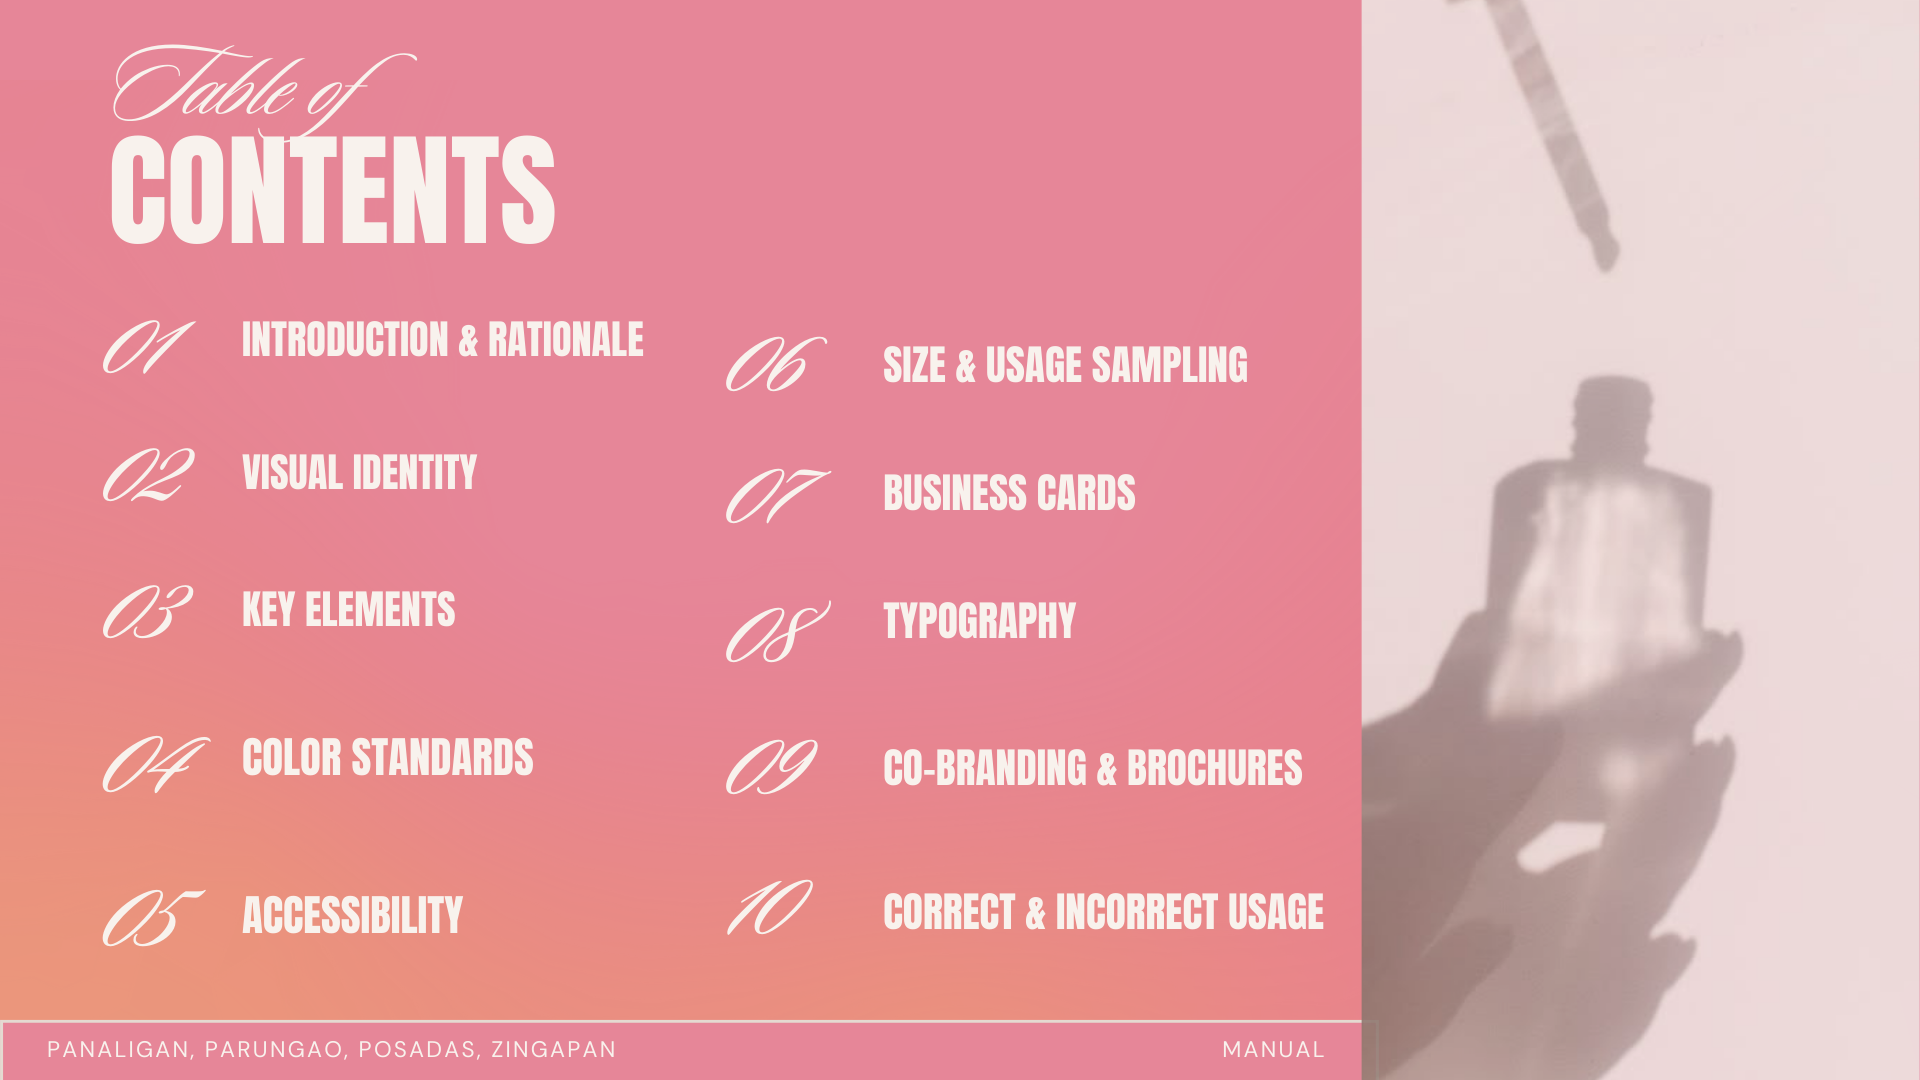 Table of
CONTENTS
01 INTRODUCTION & RATIONALE
02 VISUAL IDENTITY
03 KEY ELEMENTS
04 COLOR STANDARDS
05 ACCESSIBILITY
06 SIZE & USAGE SAMPLING
07 BUSINESS CARDS
08 TYPOGRAPHY
09 CO-BRANDING & BROCHURES
10 CORRECT & INCORRECT USAGE
PANALIGAN, PARUNGAO, POSADAS, ZINGAPAN
MANUAL